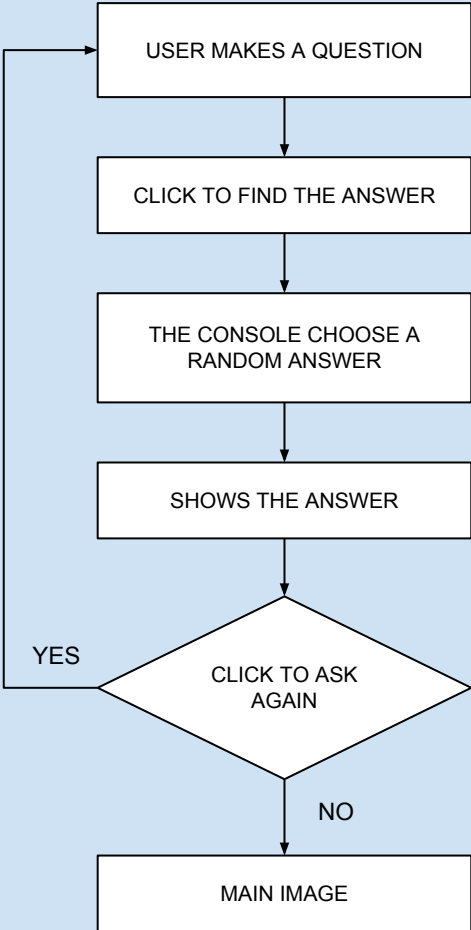 USER MAKES A QUESTION
CLICK TO FIND THE ANSWER
THE CONSOLE CHOOSE A
RANDOM ANSWER
SHOWS THE ANSWER
YES
CLICK TO ASK
AGAIN
NO
MAIN IMAGE